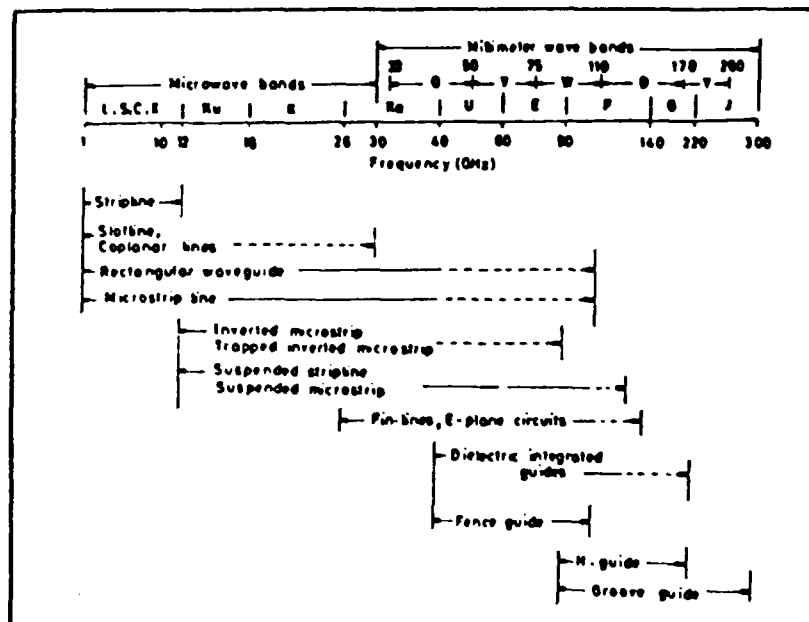 Millimeter wave bands
33 50 75 110 170 260
Microwave bands
Q V W D Y
L.S.C.X Ku K Ka U E F G J
1 10 12 18 26 30 40 60 90 140 220 300
Frequency (GHz)
Stripline
Slotline,
Coplanar lines
Rectangular waveguide
Microstrip line
Inverted microstrip
Trapped inverted microstrip
Suspended stripline
Suspended microstrip
Fin-lines, E-plane circuits
Dielectric integrated
guides
Fence guide
H-guide
Groove guide